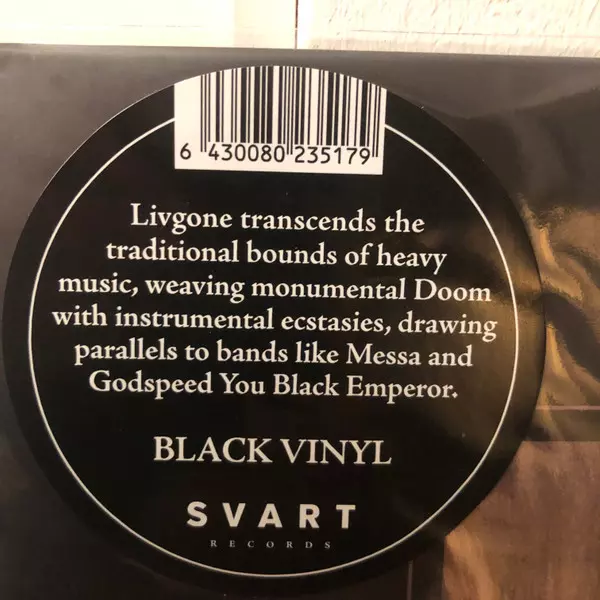 6 430080 235179
Livgone transcends the
traditional bounds of heavy
music, weaving monumental Doom
with instrumental ecstasies, drawing
parallels to bands like Messa and
Godspeed You Black Emperor.
BLACK VINYL
SVART
RECORDS